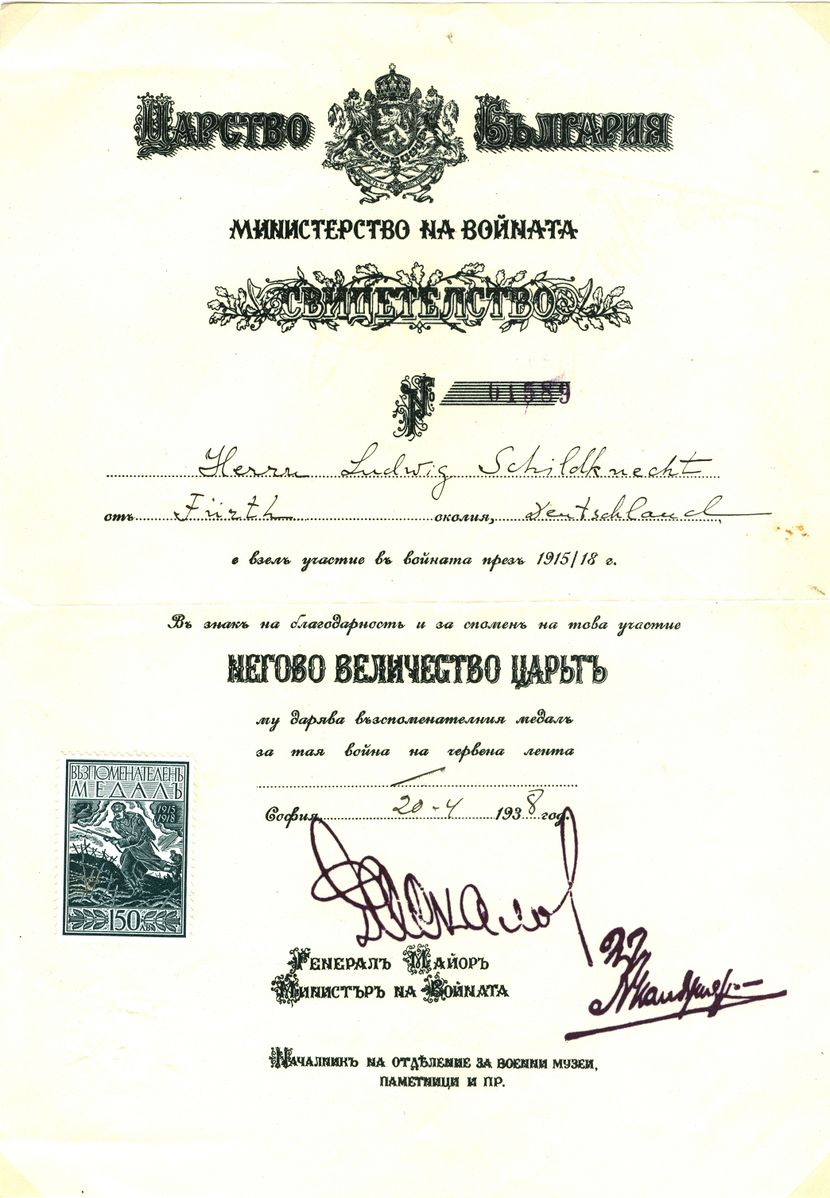 ЦАРСТВО БЪЛГАРИЯ
МИНИСТЕРСТВО НА ВОЙНАТА
СВИДЕТЕЛСТВО
№ 01589
Herrn Ludwig Schildknecht
отъ Fürth околия, Deutschland
е взелъ участие въ войната презъ 1915/18 г.
Въ знакъ на благодарность и за споменъ на това участие
НЕГОВО ВЕЛИЧЕСТВО ЦАРЬТЪ
му дарява възспоменателния медалъ
за тая война на червена лента
София, 20-4 1938 год.
ВЪЗПОМЕНАТЕЛЕНЪ
МЕДАЛЪ
1915
1918
150 ЛВ
ГЕНЕРАЛЪ МАЙОРЪ
МИНИСТЪРЪ НА ВОЙНАТА
НАЧАЛНИКЪ НА ОТДѢЛЕНИЕ ЗА ВОЕННИ МУЗЕИ,
ПАМЕТНИЦИ И ПР.